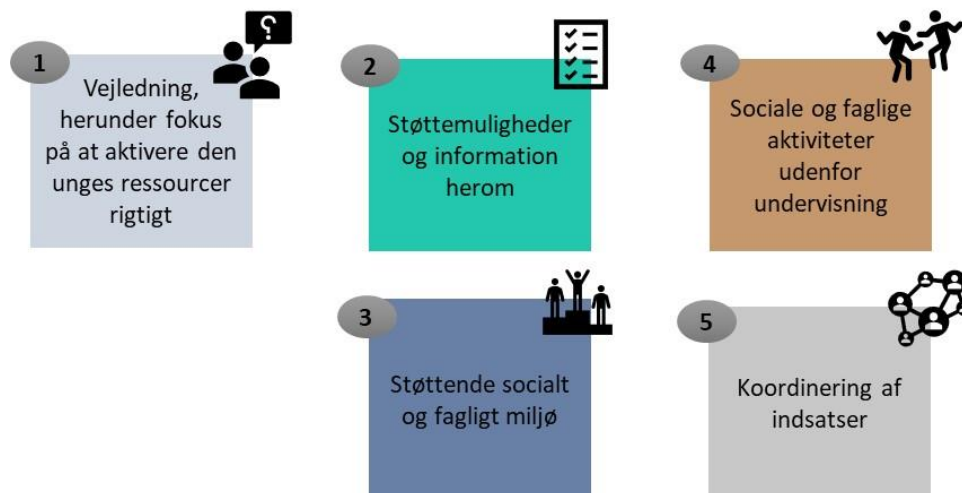 1
Vejledning,
herunder fokus
på at aktivere den
unges ressourcer
rigtigt
2
Støttemuligheder
og information
herom
3
Støttende socialt
og fagligt miljø
4
Sociale og faglige
aktiviteter
udenfor
undervisning
5
Koordinering af
indsatser